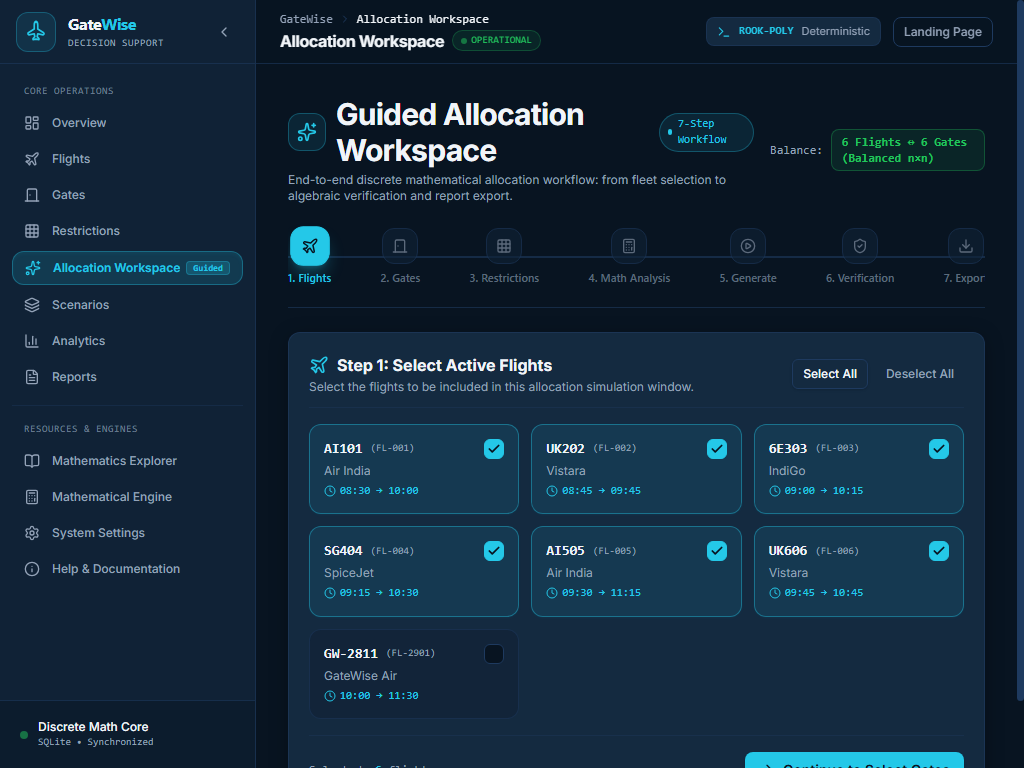 GateWise
DECISION SUPPORT
CORE OPERATIONS
Overview
Flights
Gates
Restrictions
Allocation Workspace Guided
Scenarios
Analytics
Reports
RESOURCES & ENGINES
Mathematics Explorer
Mathematical Engine
System Settings
Help & Documentation
Discrete Math Core
SQLite • Synchronized
GateWise > Allocation Workspace
Allocation Workspace OPERATIONAL
ROOK-POLY Deterministic
Landing Page
Guided Allocation
Workspace
7-Step
Workflow
Balance:
6 Flights ↔ 6 Gates
(Balanced n×n)
End-to-end discrete mathematical allocation workflow: from fleet selection to
algebraic verification and report export.
1. Flights 2. Gates 3. Restrictions 4. Math Analysis 5. Generate 6. Verification 7. Expor
Step 1: Select Active Flights
Select the flights to be included in this allocation simulation window.
Select All Deselect All
AI101 (FL-001)
Air India
08:30 → 10:00
UK202 (FL-002)
Vistara
08:45 → 09:45
6E303 (FL-003)
IndiGo
09:00 → 10:15
SG404 (FL-004)
SpiceJet
09:15 → 10:30
AI505 (FL-005)
Air India
09:30 → 11:15
UK606 (FL-006)
Vistara
09:45 → 10:45
GW-2811 (FL-2901)
GateWise Air
10:00 → 11:30
Continue to Select Gates